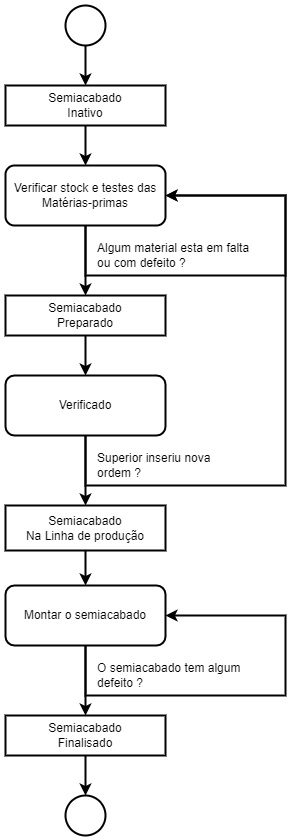 Semiacabado
Inativo
Verificar stock e testes das
Matérias-primas
Algum material esta em falta
ou com defeito ?
Semiacabado
Preparado
Verificado
Superior inseriu nova
ordem ?
Semiacabado
Na Linha de produção
Montar o semiacabado
O semiacabado tem algum
defeito ?
Semiacabado
Finalisado